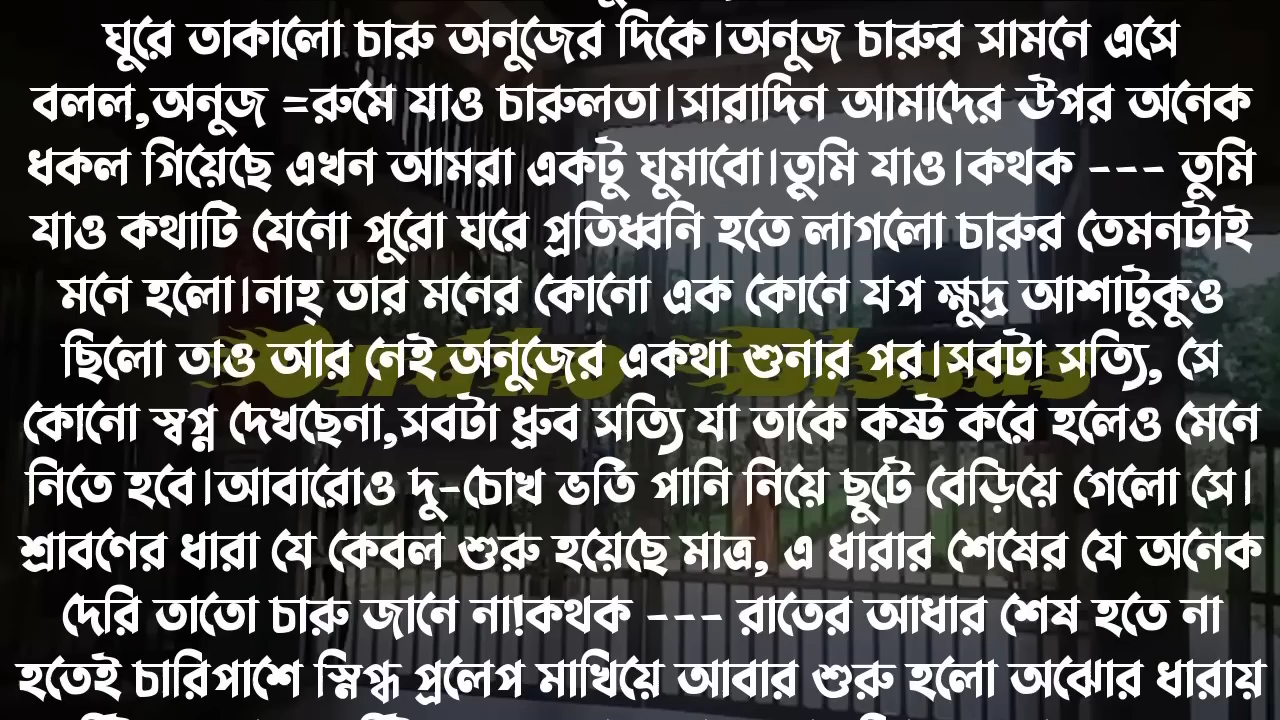 ঘুরে তাকালো চারু অনুজের দিকে।অনুজ চারুর সামনে এসে
বলল,অনুজ =রুমে যাও চারুলতা।সারাদিন আমাদের উপর অনেক
ধকল গিয়েছে এখন আমরা একটু ঘুমাবো।তুমি যাও।কথক --- তুমি
যাও কথাটি যেনো পুরো ঘরে প্রতিধ্বনি হতে লাগলো চারুর তেমনটাই
মনে হলো।নাহ্ তার মনের কোনো এক কোনে যপ ক্ষুদ্র আশাটুকুও
ছিলো তাও আর নেই অনুজের একথা শুনার পর।সবটা সত্যি, সে
কোনো স্বপ্ন দেখছেনা,সবটা ধ্রুব সত্যি যা তাকে কষ্ট করে হলেও মেনে
নিতে হবে।আবারোও দু-চোখ ভর্তি পানি নিয়ে ছুটে বেড়িয়ে গেলো সে।
শ্রাবণের ধারা যে কেবল শুরু হয়েছে মাত্র, এ ধারার শেষের যে অনেক
দেরি তাতো চারু জানে না!কথক --- রাতের আধার শেষ হতে না
হতেই চারিপাশে স্নিগ্ধ প্রলেপ মাখিয়ে আবার শুরু হলো অঝোর ধারায়